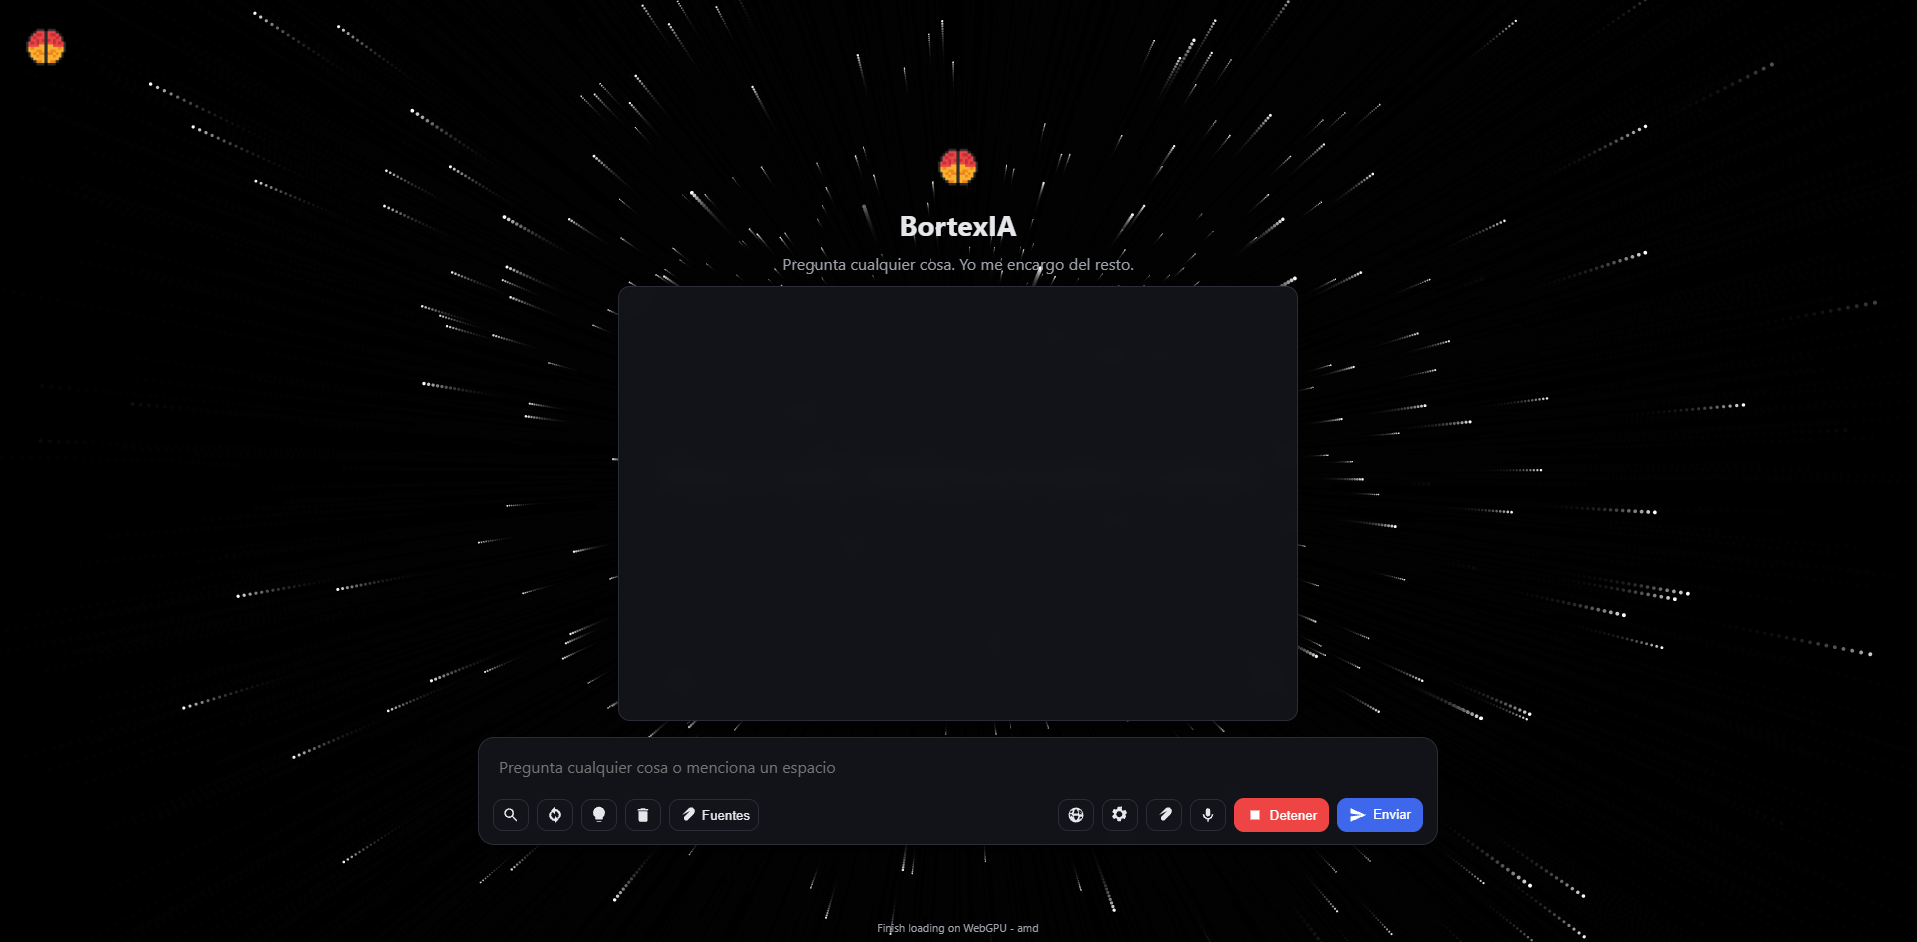 BortexIA
Pregunta cualquier cosa. Yo me encargo del resto.
Pregunta cualquier cosa o menciona un espacio
Fuentes
Detener
Enviar
Finish loading on WebGPU - amd